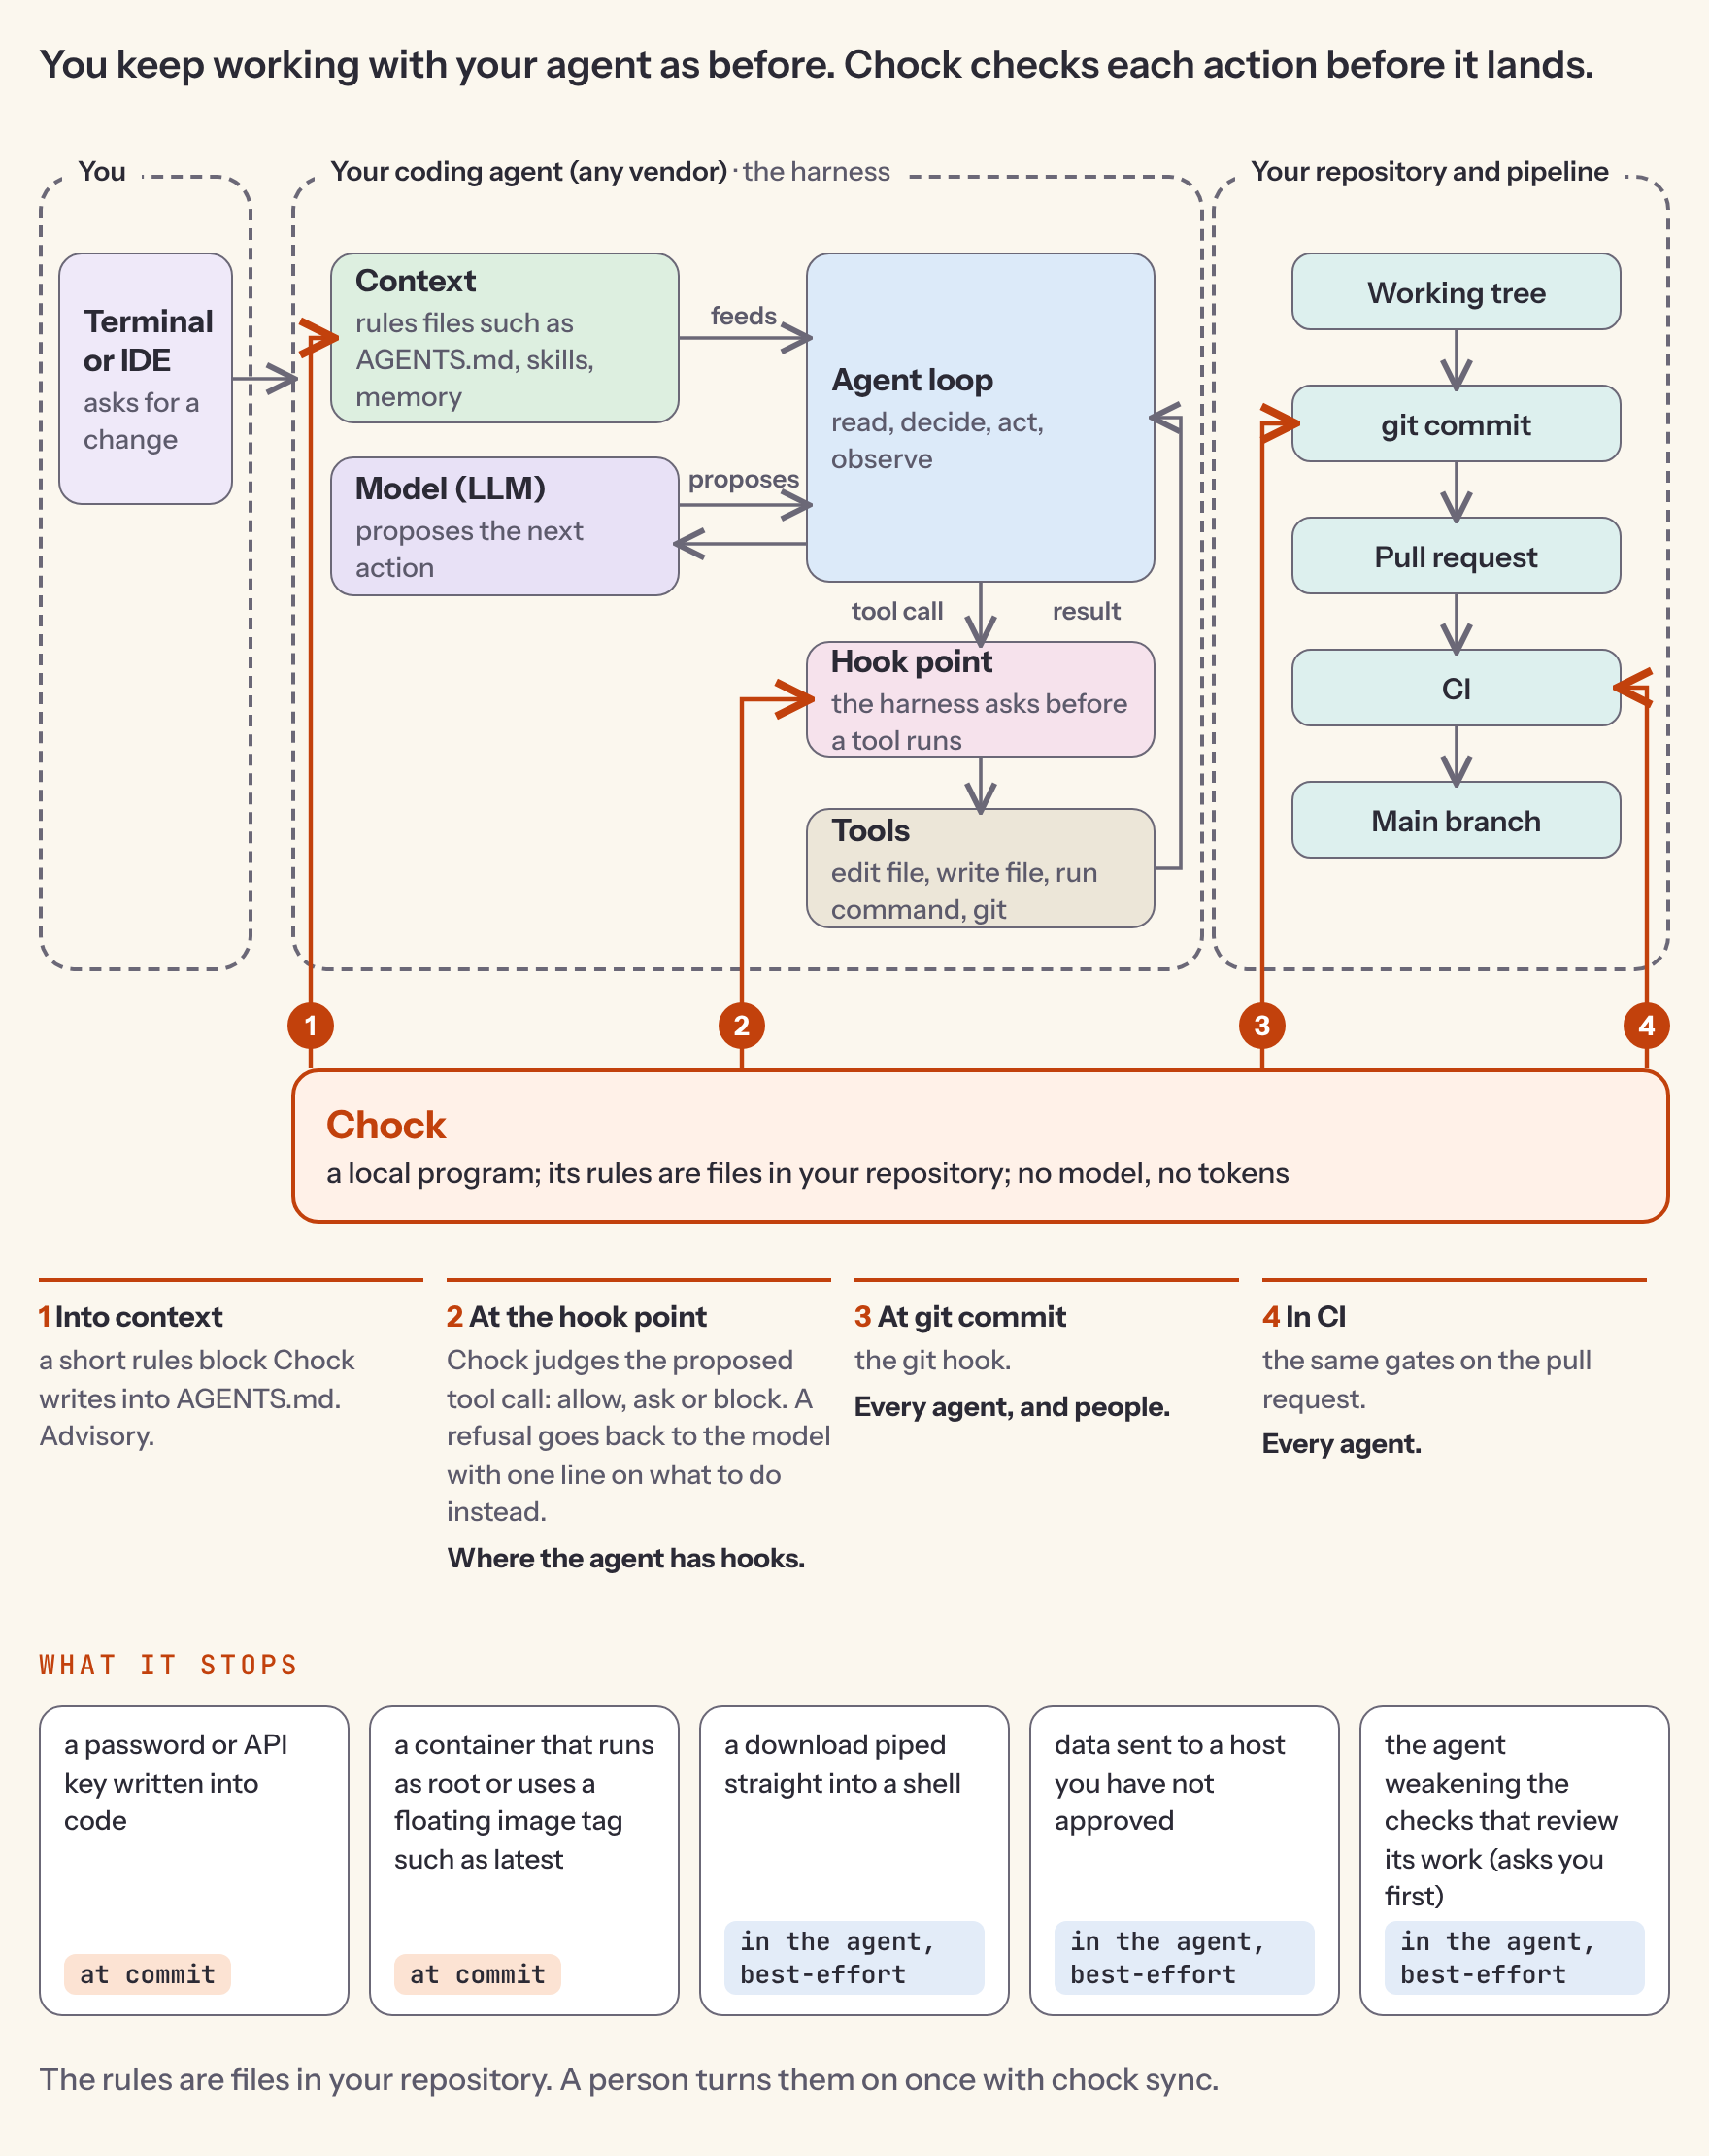 You keep working with your agent as before. Chock checks each action before it lands.
You
Your coding agent (any vendor) · the harness
Your repository and pipeline
Terminal
or IDE
asks for a
change
Context
rules files such as
AGENTS.md, skills,
memory
feeds
Model (LLM)
proposes the next
action
proposes
Agent loop
read, decide, act,
observe
tool call
result
Hook point
the harness asks before
a tool runs
Tools
edit file, write file, run
command, git
Working tree
git commit
Pull request
CI
Main branch
1
2
3
4
Chock
a local program; its rules are files in your repository; no model, no tokens
1 Into context
a short rules block Chock
writes into AGENTS.md.
Advisory.
2 At the hook point
Chock judges the proposed
tool call: allow, ask or block. A
refusal goes back to the model
with one line on what to do
instead.
Where the agent has hooks.
3 At git commit
the git hook.
Every agent, and people.
4 In CI
the same gates on the pull
request.
Every agent.
WHAT IT STOPS
a password or API
key written into
code
at commit
a container that runs
as root or uses a
floating image tag
such as latest
at commit
a download piped
straight into a shell
in the agent,
best-effort
data sent to a host
you have not
approved
in the agent,
best-effort
the agent
weakening the
checks that review
its work (asks you
first)
in the agent,
best-effort
The rules are files in your repository. A person turns them on once with chock sync.